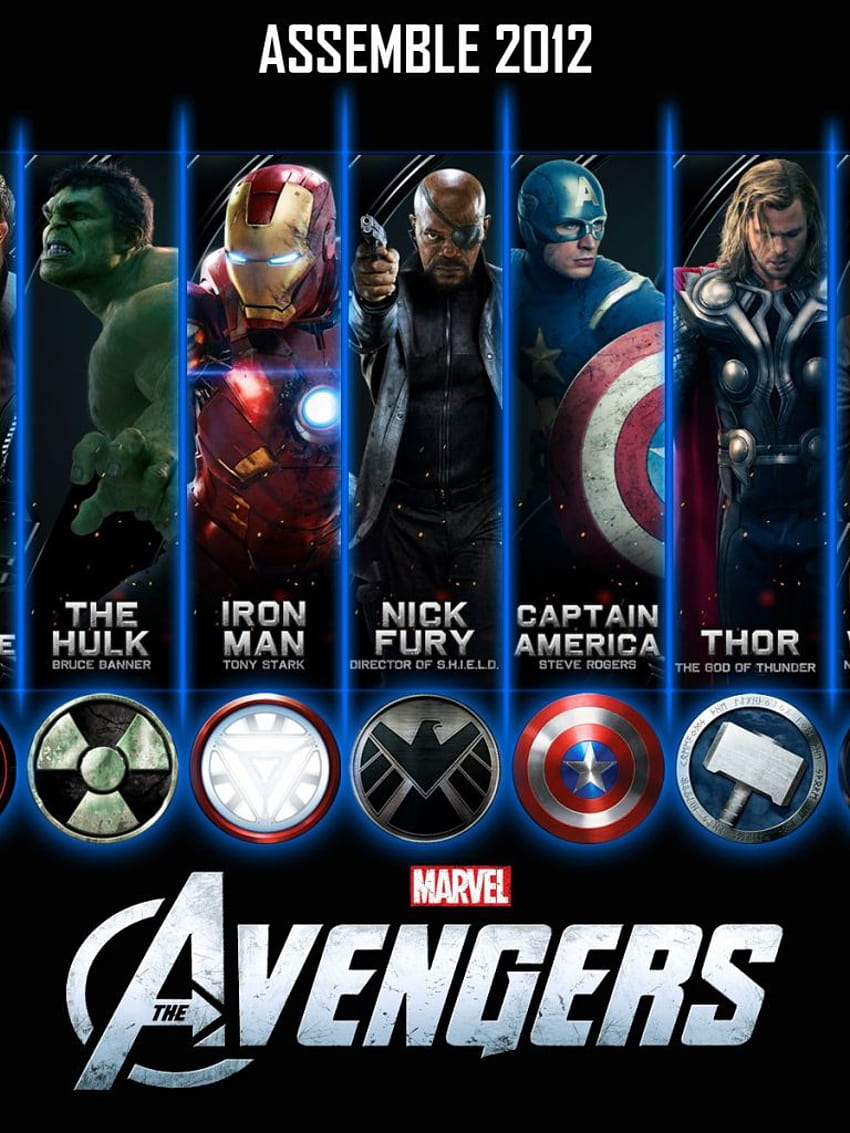 ASSEMBLE 2012
E
THE
HULK
BRUCE BANNER
IRON
MAN
TONY STARK
NICK
FURY
DIRECTOR OF S.H.I.E.L.D.
CAPTAIN
AMERICA
STEVE ROGERS
THOR
THE GOD OF THUNDER
A
MARVEL
THE
AVENGERS